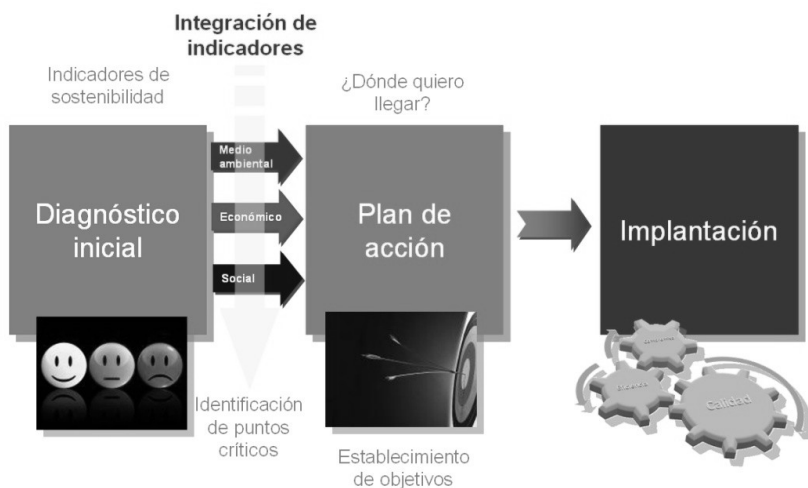 Integración de
indicadores
Indicadores de
sostenibilidad
¿Dónde quiero
llegar?
Medio
ambiental
Diagnóstico
inicial
Económico
Plan de
acción
Implantación
Social
Identificación
de puntos
críticos
Establecimiento
de objetivos
Calidad